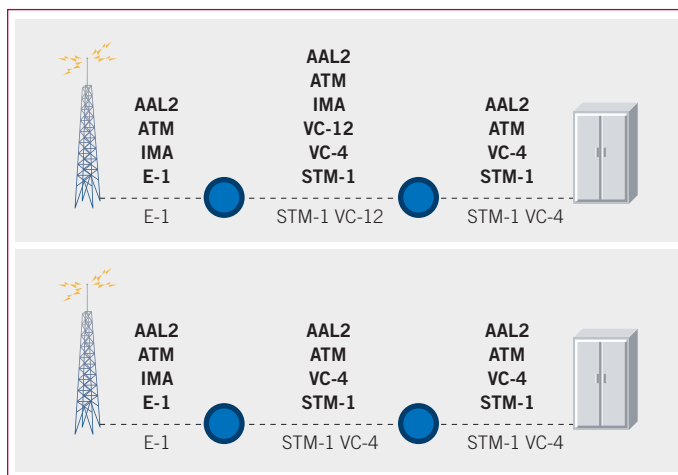 AAL2
ATM
IMA
E-1
E-1
AAL2
ATM
IMA
VC-12
VC-4
STM-1
STM-1 VC-12
AAL2
ATM
VC-4
STM-1
STM-1 VC-4
AAL2
ATM
IMA
E-1
E-1
AAL2
ATM
VC-4
STM-1
STM-1 VC-4
AAL2
ATM
VC-4
STM-1
STM-1 VC-4